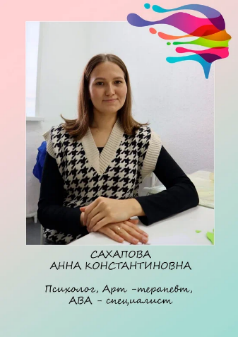 САХАПОВА
АННА КОНСТАНТИНОВНА
Психолог, Арт -терапевт,
АВА - специалист